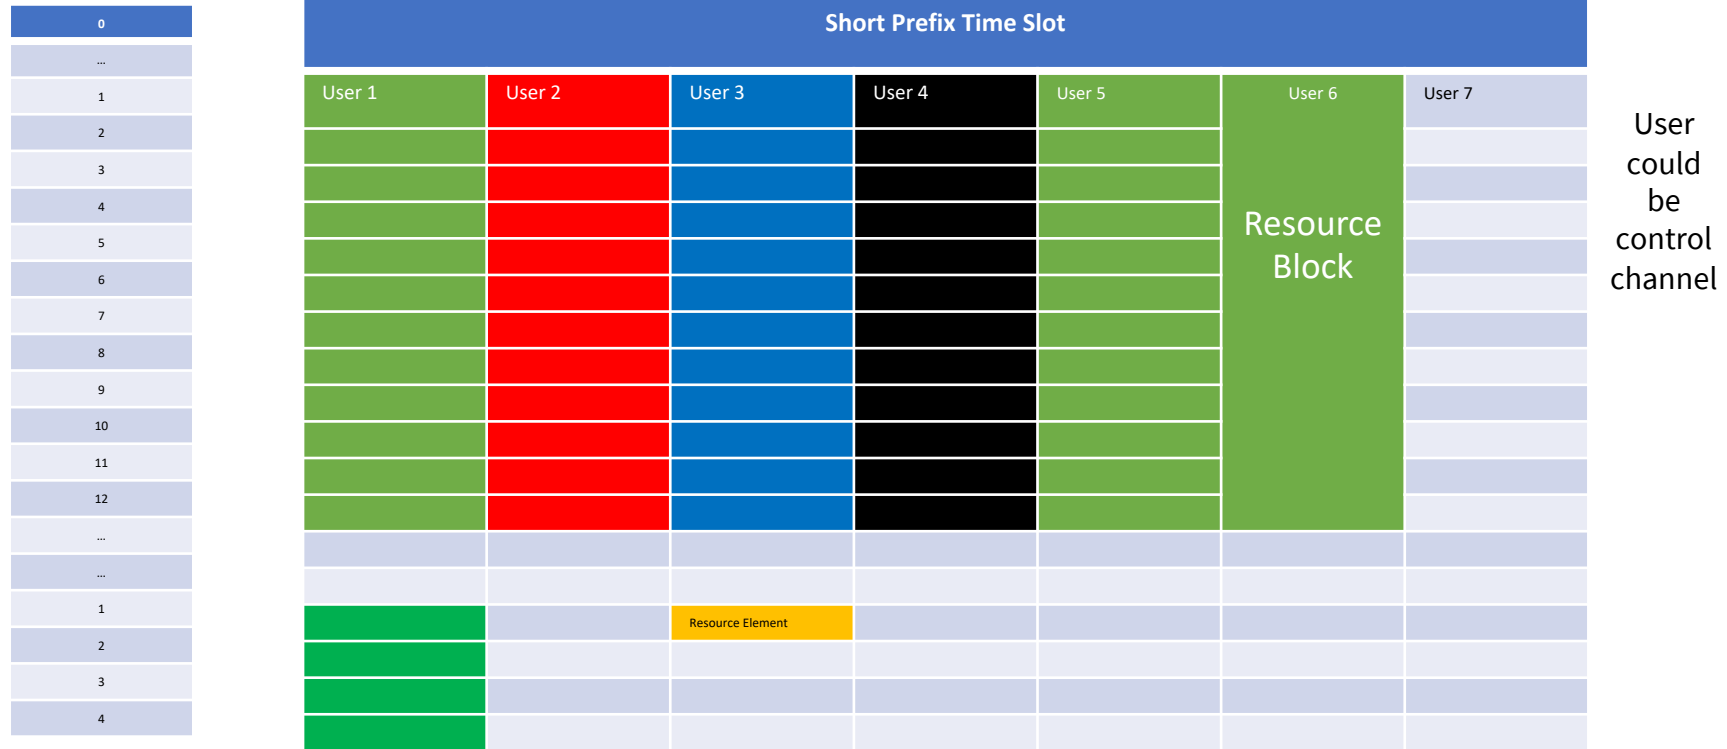 0
...
1
2
3
4
5
6
7
8
9
10
11
12
...
...
1
2
3
4
Short Prefix Time Slot
User 1
User 2
User 3
User 4
User 5
User 6
User 7
Resource
Block
Resource Element
User
could
be
control
channel